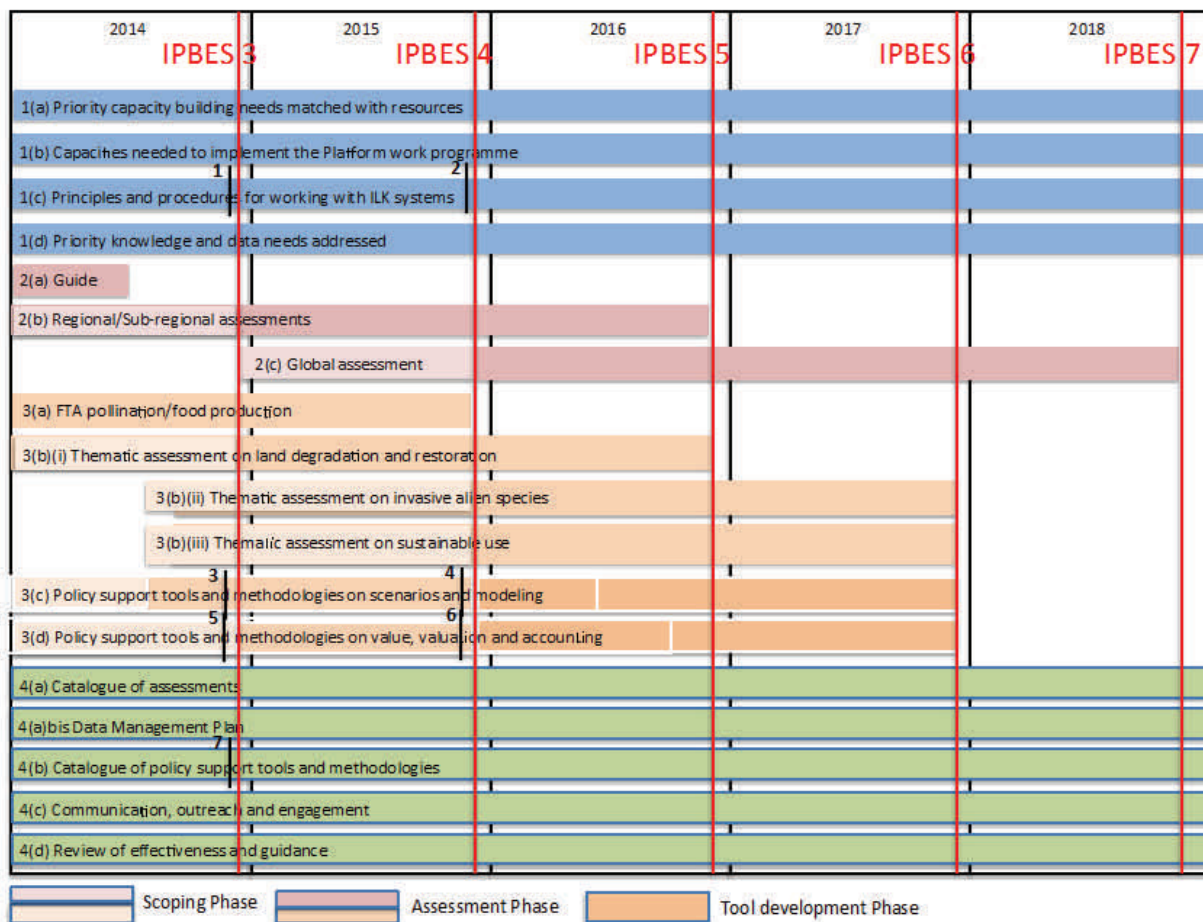 2014
2015
2016
2017
2018
IPBES 3
IPBES 4
IPBES 5
IPBES 6
IPBES 7
1(a) Priority capacity building needs matched with resources
1(b) Capacities needed to implement the Platform work programme
1
2
1(c) Principles and procedures for working with ILK systems
1(d) Priority knowledge and data needs addressed
2(a) Guide
2(b) Regional/Sub-regional assessments
2(c) Global assessment
3(a) FTA pollination/food production
3(b)(i) Thematic assessment on land degradation and restoration
3(b)(ii) Thematic assessment on invasive alien species
3(b)(iii) Thematic assessment on sustainable use
3
4
3(c) Policy support tools and methodologies on scenarios and modeling
5
6
3(d) Policy support tools and methodologies on value, valuation and accounting
4(a) Catalogue of assessments
4(a)bis Data Management Plan
7
4(b) Catalogue of policy support tools and methodologies
4(c) Communication, outreach and engagement
4(d) Review of effectiveness and guidance
Scoping Phase
Assessment Phase
Tool development Phase